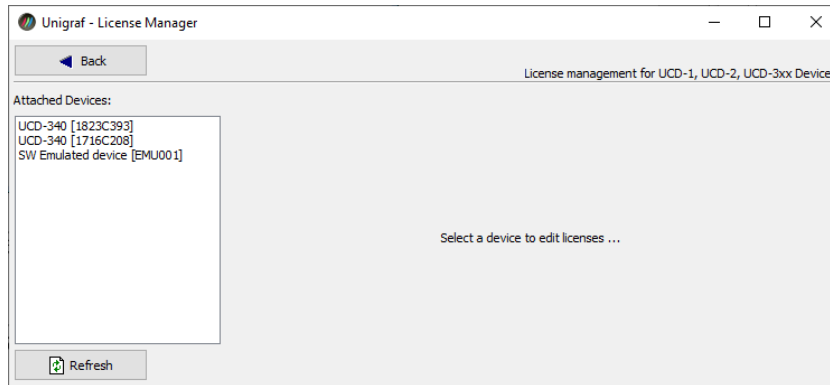 Unigraf - License Manager
Back
License management for UCD-1, UCD-2, UCD-3xx Device
Attached Devices:
UCD-340 [1823C393]
UCD-340 [1716C208]
SW Emulated device [EMU001]
Select a device to edit licenses ...
Refresh